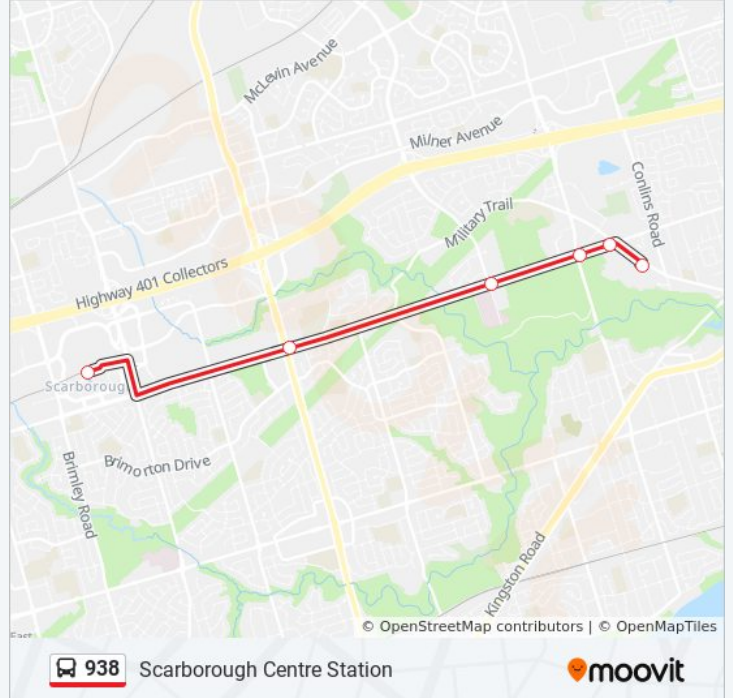 McLevin Avenue
Milner Avenue
Conlins Road
Military Trail
Highway 401 Collectors
Scarboroug
Brimorton Drive
Brimley Road
Kingston Road
East
© OpenStreetMap contributors | © OpenMapTiles
938 Scarborough Centre Station
moovit